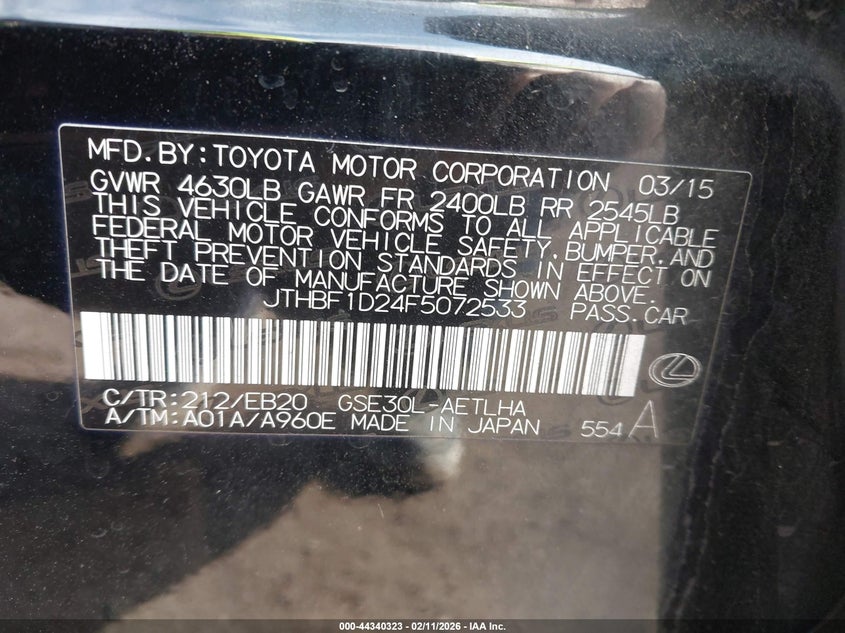 MFD.BY:TOYOTA MOTOR CORPORATION 03/15
GVWR 4630LB GAWR FR 2400LB RR 2545LB
THIS VEHICLE CONFORMS TO ALL APPLICABLE
FEDERAL MOTOR VEHICLE SAFETY,BUMPER,AND
THEFT PREVENTION STANDARDS IN EFFECT ON
THE DATE OF MANUFACTURE SHOWN ABOVE.
JTHBF1D24F5072533 PASS.CAR
C/TR:212/EB20 GSE30L-AETLHA
A/TM:A01A/A960E MADE IN JAPAN 554 A
000-44340323 - 02/11/2026 - IAA Inc.